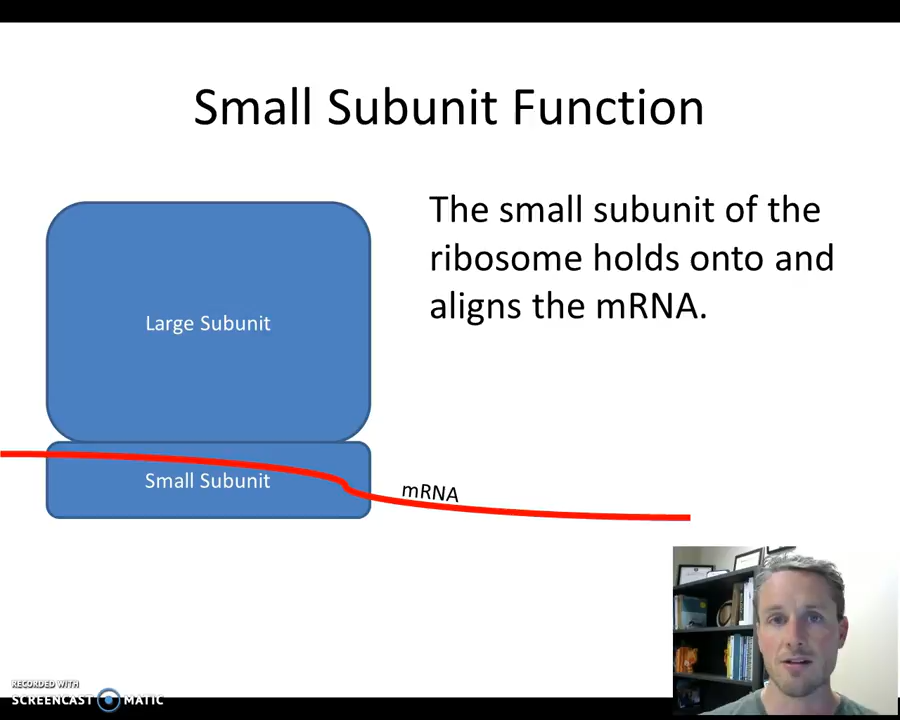 Small Subunit Function
The small subunit of the
ribosome holds onto and
aligns the mRNA.
Large Subunit
Small Subunit
mRNA
RECORDED WITH
SCREENCAST MATIC